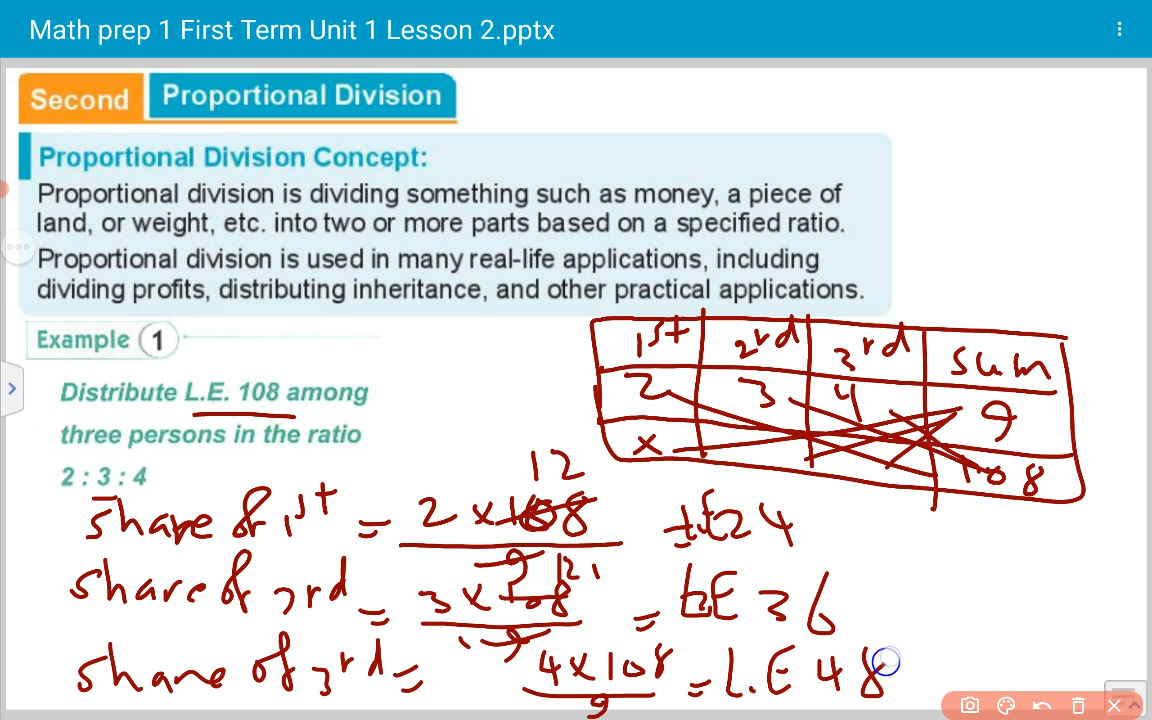 Math prep 1 First Term Unit 1 Lesson 2.pptx
Second Proportional Division
Proportional Division Concept:
Proportional division is dividing something such as money, a piece of
land, or weight, etc. into two or more parts based on a specified ratio.
Proportional division is used in many real-life applications, including
dividing profits, distributing inheritance, and other practical applications.
Example 1
Distribute L.E. 108 among
three persons in the ratio
2 : 3 : 4
1st 2rd 3rd sum
2 3 4 9
x 108
12
share of 1st = 2 x 108 = LE 24
9
12
share of 2rd = 3 x 108 = LE 36
9
share of 3rd = 4 x 108 = L.E 48
9